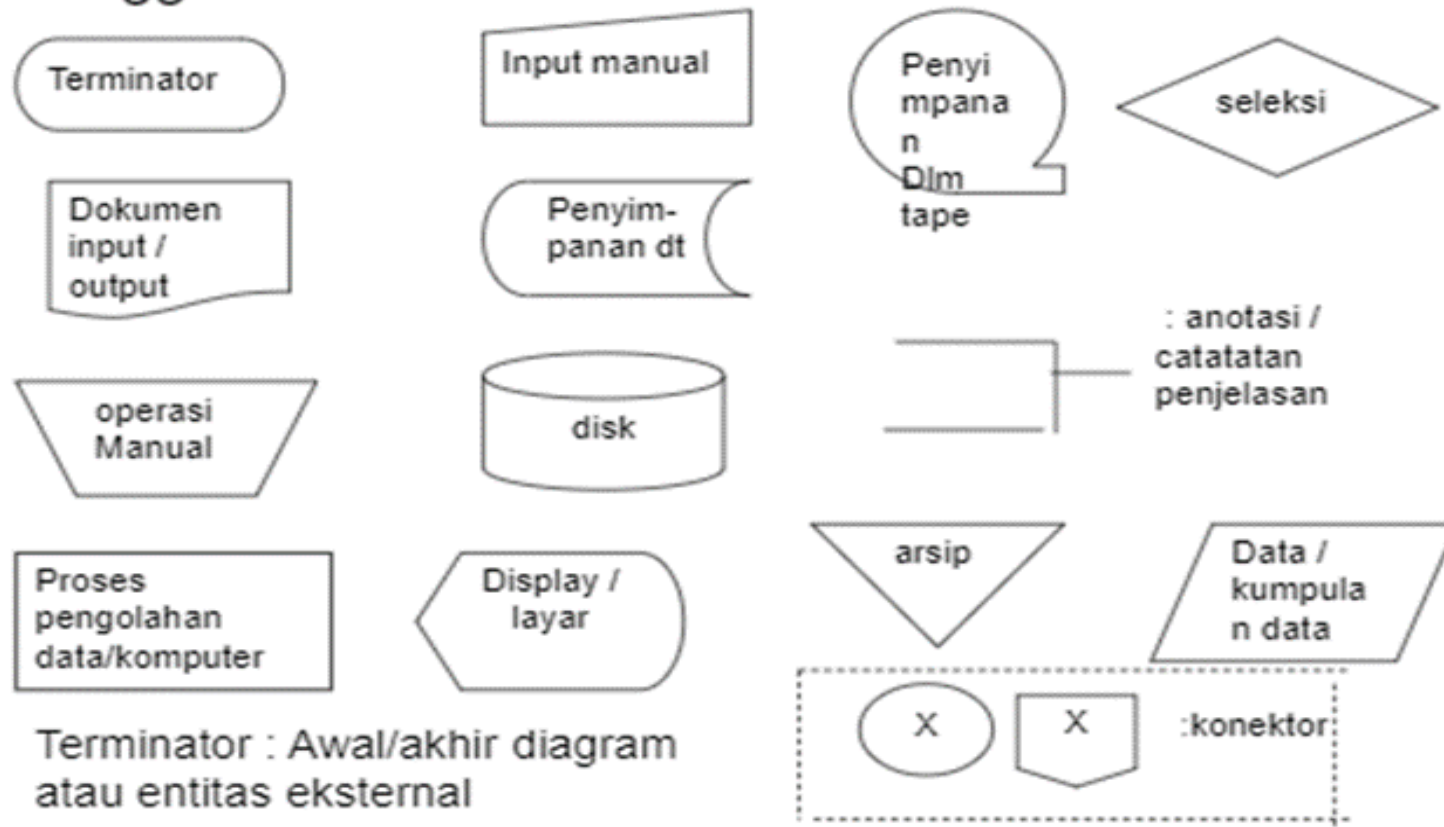 Terminator
Input manual
Penyi
mpana
n
Dlm
tape
seleksi
Dokumen
input /
output
Penyim-
panan dt
: anotasi /
catatatan
penjelasan
operasi
Manual
disk
Proses
pengolahan
data/komputer
Display /
layar
arsip
Data /
kumpula
n data
X
X
:konektor
Terminator : Awal/akhir diagram
atau entitas eksternal